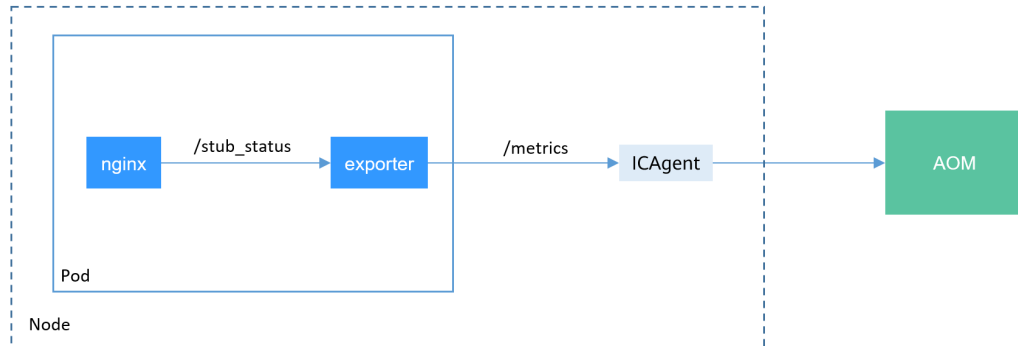 nginx
/stub_status
exporter
/metrics
ICAgent
AOM
Pod
Node